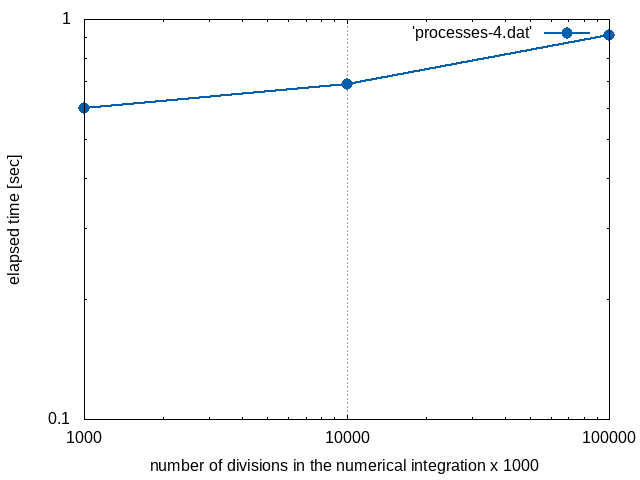 1
'processes-4.dat'
elapsed time [sec]
0.1
1000 10000 100000
number of divisions in the numerical integration x 1000